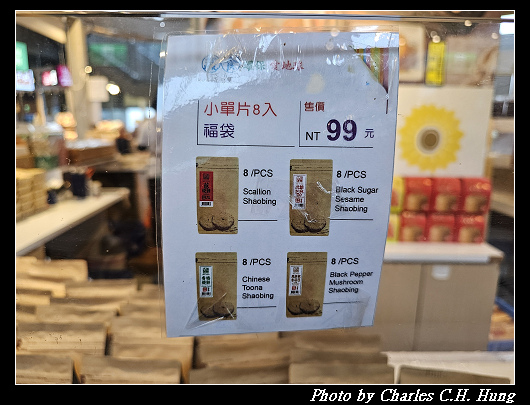 小單片8入
福袋
售價
NT 99 元
8 /PCS
Scallion
Shaobing
8 /PCS
Black Sugar
Sesame
Shaobing
8 /PCS
Chinese
Toona
Shaobing
8 /PCS
Black Pepper
Mushroom
Shaobing
Photo by Charles C.H. Hung